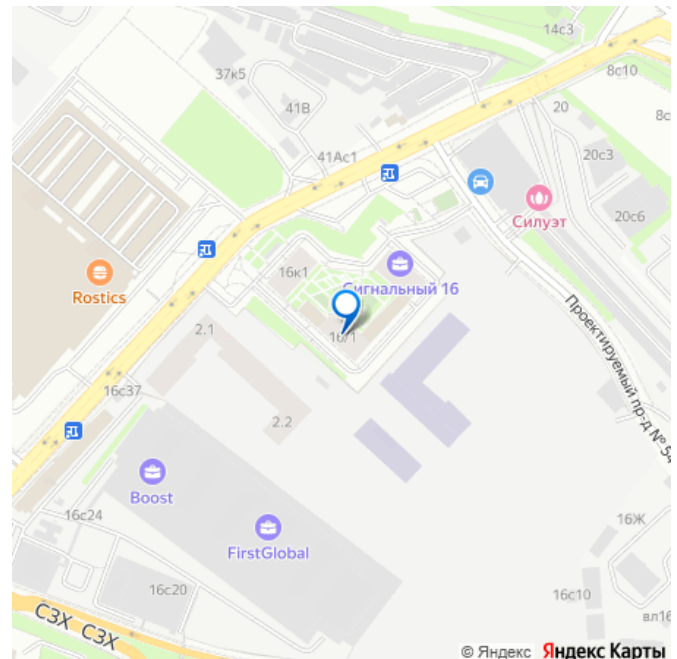 14с3
37к5
8с10
41В
20
8с
41Ас1
20с3
Силуэт
20с6
16к1
Сигнальный 16
Rostics
2.1
16/1
Проектируемый пр-д № 54
16с37
2.2
Boost
16с24
FirstGlobal
16Ж
16с20
16с10
вл16
СЗХ СЗХ
© Яндекс Яндекс Карты